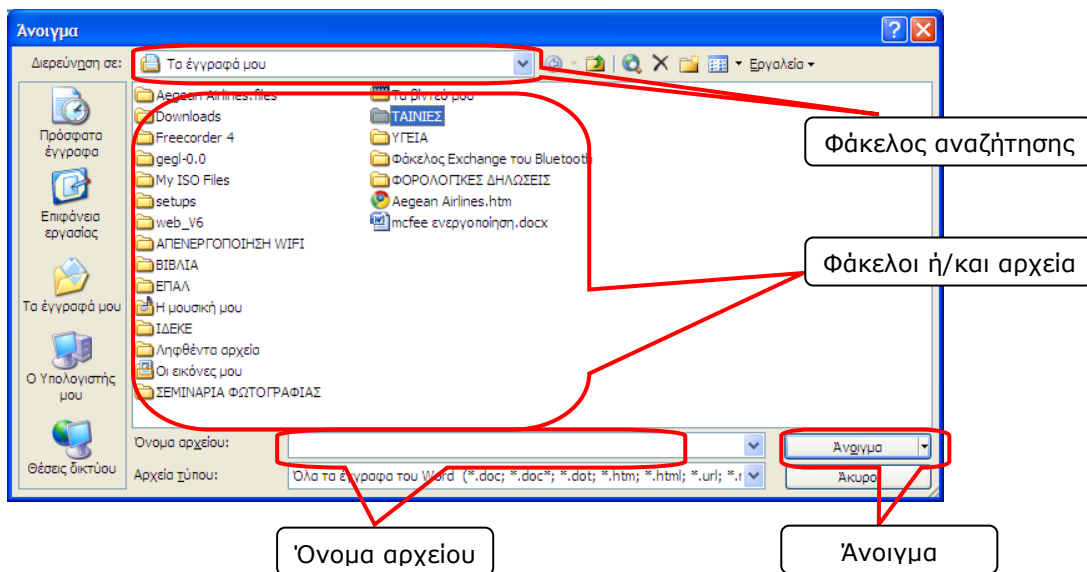 Άνοιγμα
Διερεύνηση σε:
Τα έγγραφά μου
Εργαλεία
Πρόσφατα
έγγραφα
Επιφάνεια
εργασίας
Τα έγγραφά μου
Ο Υπολογιστής
μου
Θέσεις δικτύου
Aegean Airlines.files
Downloads
Freecorder 4
gegl-0.0
My ISO Files
setups
web_V6
ΑΠΕΝΕΡΓΟΠΟΙΗΣΗ WIFI
ΒΙΒΛΙΑ
ΕΠΑΛ
Η μουσική μου
ΙΔΕΚΕ
Ληφθέντα αρχεία
Οι εικόνες μου
ΣΕΜΙΝΑΡΙΑ ΦΩΤΟΓΡΑΦΙΑΣ
Τα βίντεό μου
ΤΑΙΝΙΕΣ
ΥΓΕΙΑ
Φάκελος Exchange του Bluetooth
ΦΟΡΟΛΟΓΙΚΕΣ ΔΗΛΩΣΕΙΣ
Aegean Airlines.htm
mcfee ενεργοποίηση.docx
Φάκελος αναζήτησης
Φάκελοι ή/και αρχεία
Όνομα αρχείου:
Άνοιγμα
Αρχεία τύπου:
Όλα τα έγγραφα του Word (*.doc; *.doc*; *.dot; *.htm; *.html; *.url; *.r
Άκυρο
Όνομα αρχείου
Άνοιγμα